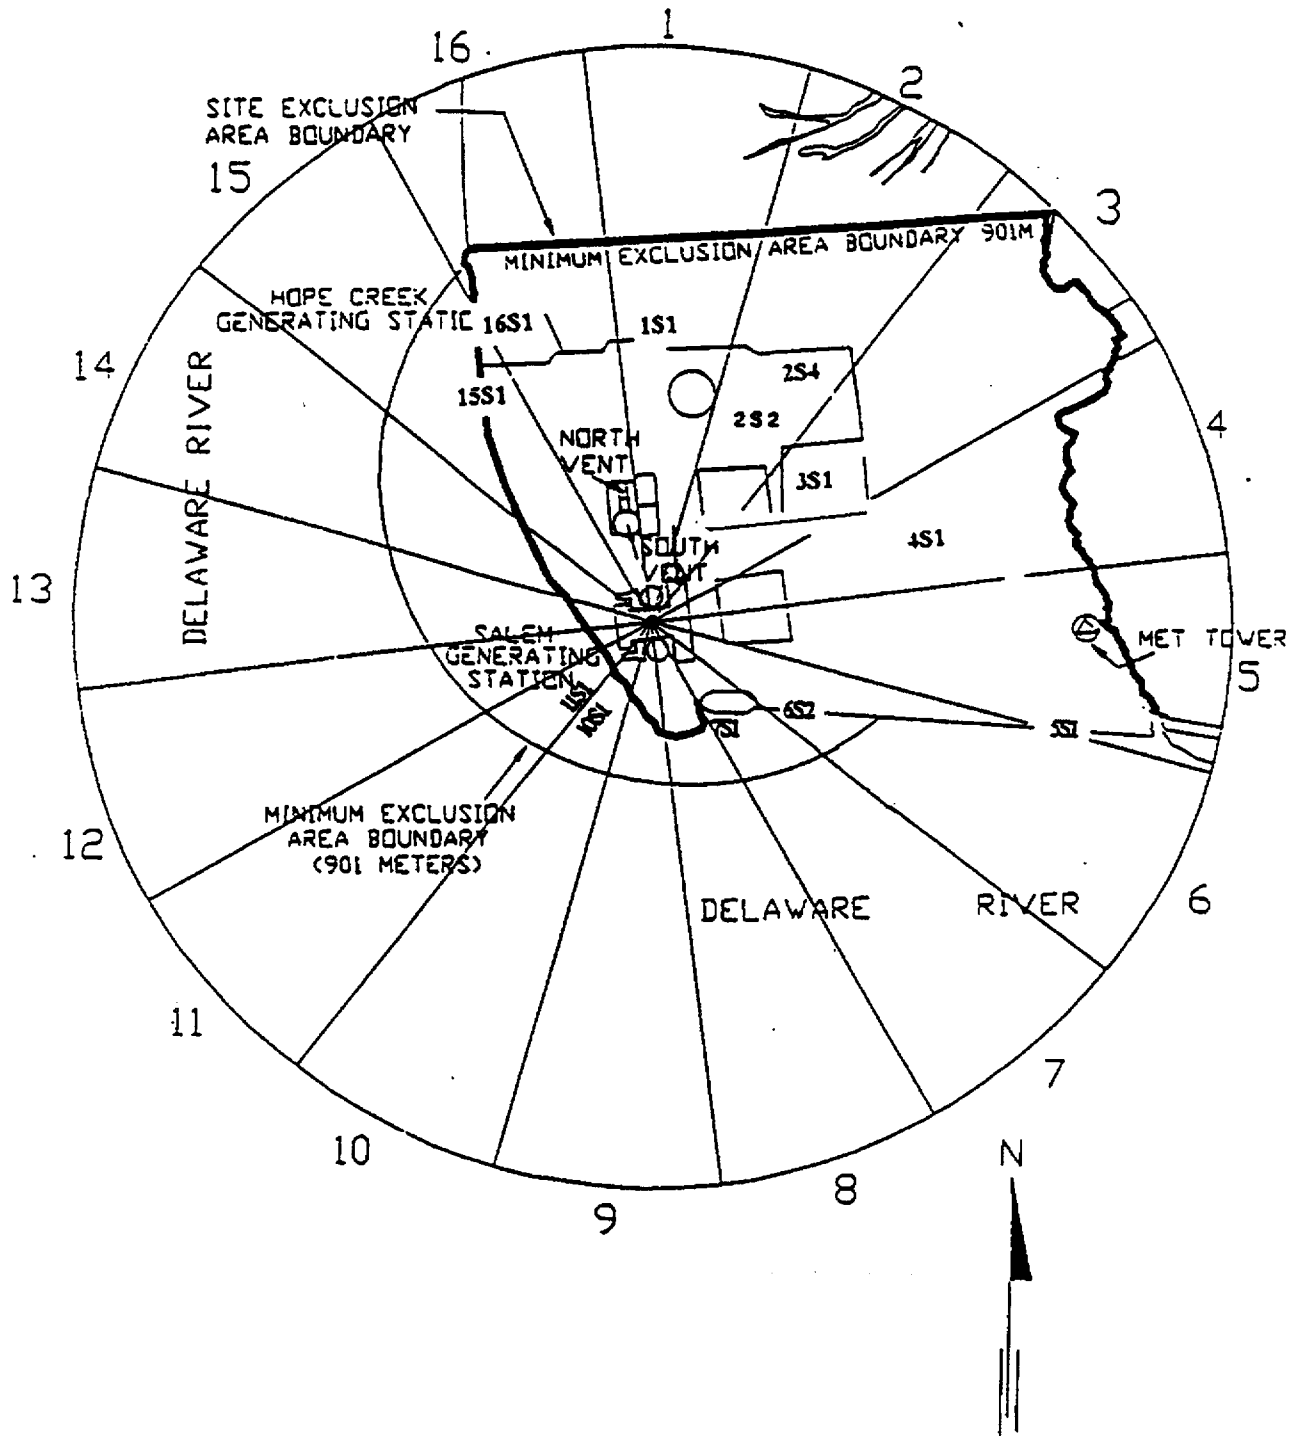 1
16
2
SITE EXCLUSION
AREA BOUNDARY
15
3
MINIMUM EXCLUSION AREA BOUNDARY 901M
HOPE CREEK
GENERATING STATIC
16S1
1S1
14
2S4
15S1
2S2
4
DELAWARE RIVER
NORTH
VENT
3S1
4S1
SOUTH
VENT
13
SALEM
GENERATING
STATION
MET TOWER
5
11S1
10S1
7S1
6S2
5S1
MINIMUM EXCLUSION
AREA BOUNDARY
(901 METERS)
12
DELAWARE RIVER
6
11
7
10
8
9
N